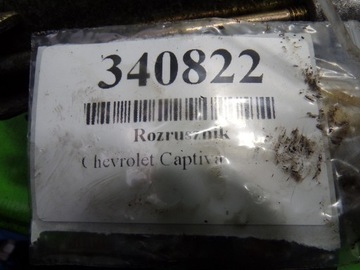 340822
Rozrusznik
Chevrolet Captiva